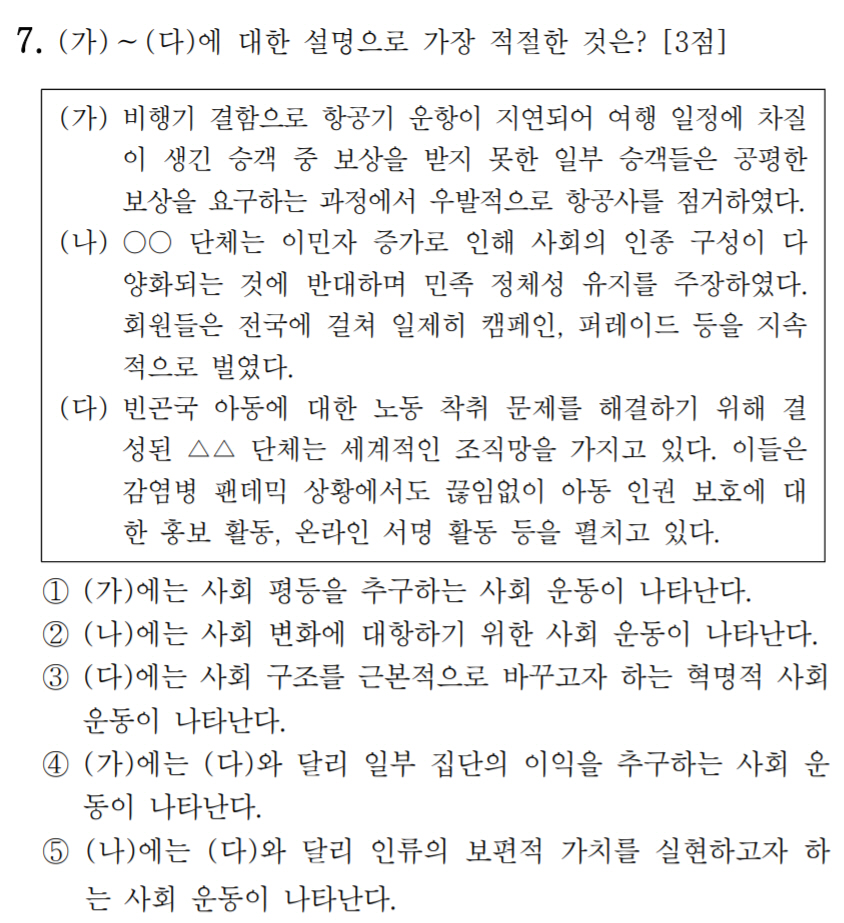 7. (가)~(다)에 대한 설명으로 가장 적절한 것은? [3점]
(가) 비행기 결함으로 항공기 운항이 지연되어 여행 일정에 차질
이 생긴 승객 중 보상을 받지 못한 일부 승객들은 공평한
보상을 요구하는 과정에서 우발적으로 항공사를 점거하였다.
(나) ○○ 단체는 이민자 증가로 인해 사회의 인종 구성이 다
양화되는 것에 반대하며 민족 정체성 유지를 주장하였다.
회원들은 전국에 걸쳐 일제히 캠페인, 퍼레이드 등을 지속
적으로 벌였다.
(다) 빈곤국 아동에 대한 노동 착취 문제를 해결하기 위해 결
성된 △△ 단체는 세계적인 조직망을 가지고 있다. 이들은
감염병 팬데믹 상황에서도 끊임없이 아동 인권 보호에 대
한 홍보 활동, 온라인 서명 활동 등을 펼치고 있다.
① (가)에는 사회 평등을 추구하는 사회 운동이 나타난다.
② (나)에는 사회 변화에 대항하기 위한 사회 운동이 나타난다.
③ (다)에는 사회 구조를 근본적으로 바꾸고자 하는 혁명적 사회
운동이 나타난다.
④ (가)에는 (다)와 달리 일부 집단의 이익을 추구하는 사회 운
동이 나타난다.
⑤ (나)에는 (다)와 달리 인류의 보편적 가치를 실현하고자 하
는 사회 운동이 나타난다.